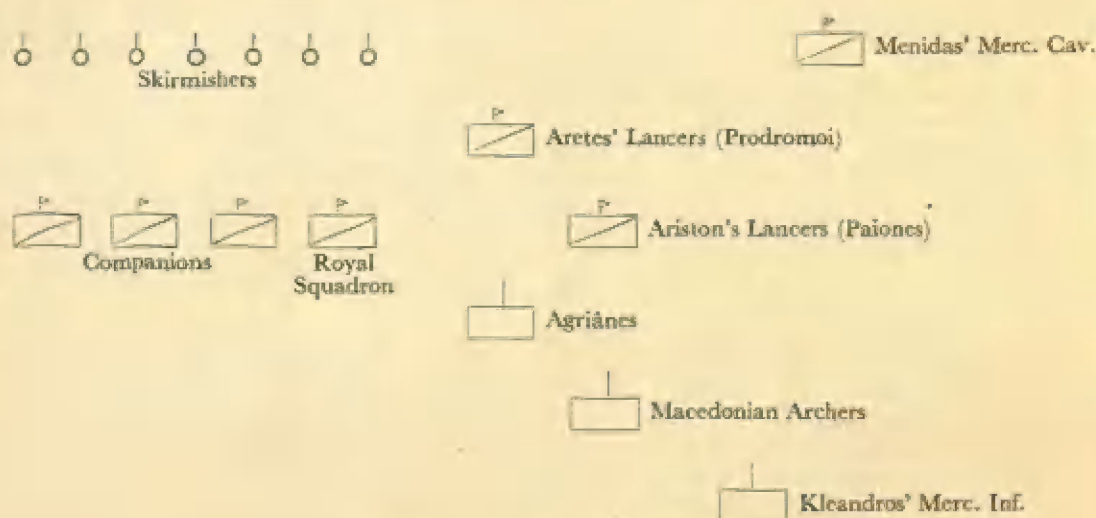 Menidas' Merc. Cav.
Skirmishers
Aretes' Lancers (Prodromoi)
Ariston's Lancers (Paiones)
Companions
Royal
Squadron
Agriânes
Macedonian Archers
Kleandros' Merc. Inf.